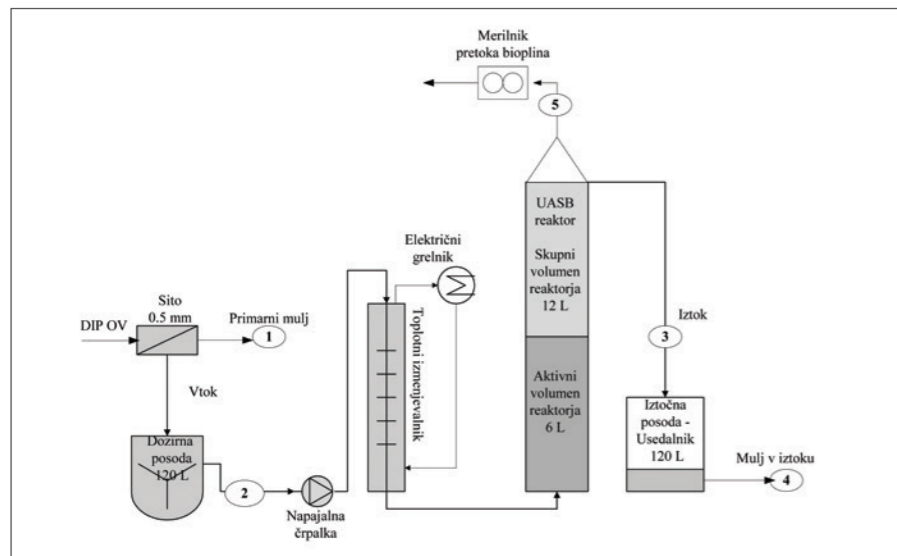 Merilnik
pretoka bioplina
5
UASB
reaktor
Skupni
volumen
reaktorja
12 L
Električni
grelnik
Toplotni izmenjevalnik
Sito
0.5 mm
DIP OV
Primarni mulj
1
Vtok
Iztok
3
Aktivni
volumen
reaktorja
6 L
Dozirna
posoda
120 L
2
Napajalna
črpalka
Iztočna
posoda -
Usedalnik
120 L
Mulj v iztoku
4